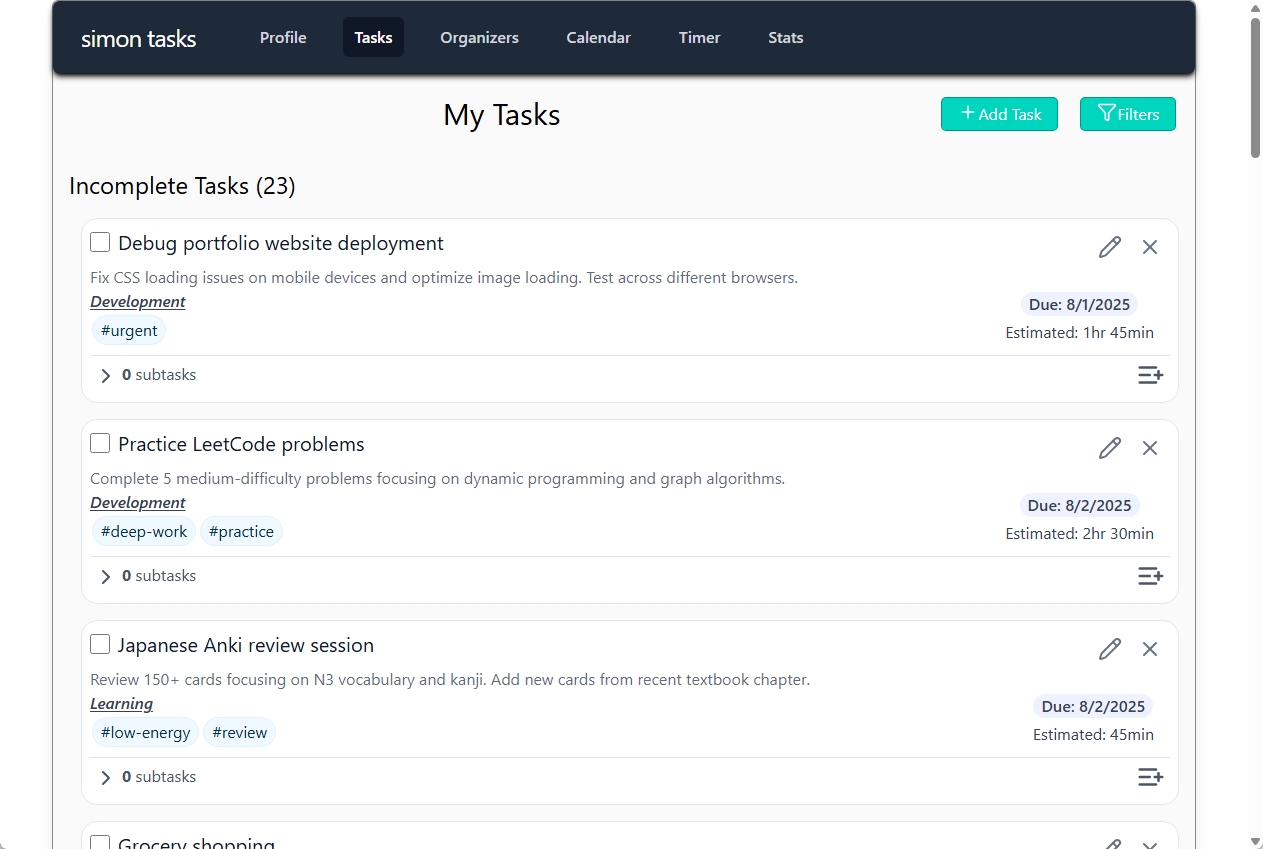 simon tasks Profile Tasks Organizers Calendar Timer Stats
My Tasks + Add Task Filters
Incomplete Tasks (23)
Debug portfolio website deployment
Fix CSS loading issues on mobile devices and optimize image loading. Test across different browsers.
Development
Due: 8/1/2025
#urgent
Estimated: 1hr 45min
0 subtasks
Practice LeetCode problems
Complete 5 medium-difficulty problems focusing on dynamic programming and graph algorithms.
Development
Due: 8/2/2025
#deep-work #practice
Estimated: 2hr 30min
0 subtasks
Japanese Anki review session
Review 150+ cards focusing on N3 vocabulary and kanji. Add new cards from recent textbook chapter.
Learning
Due: 8/2/2025
#low-energy #review
Estimated: 45min
0 subtasks
Grocery shopping